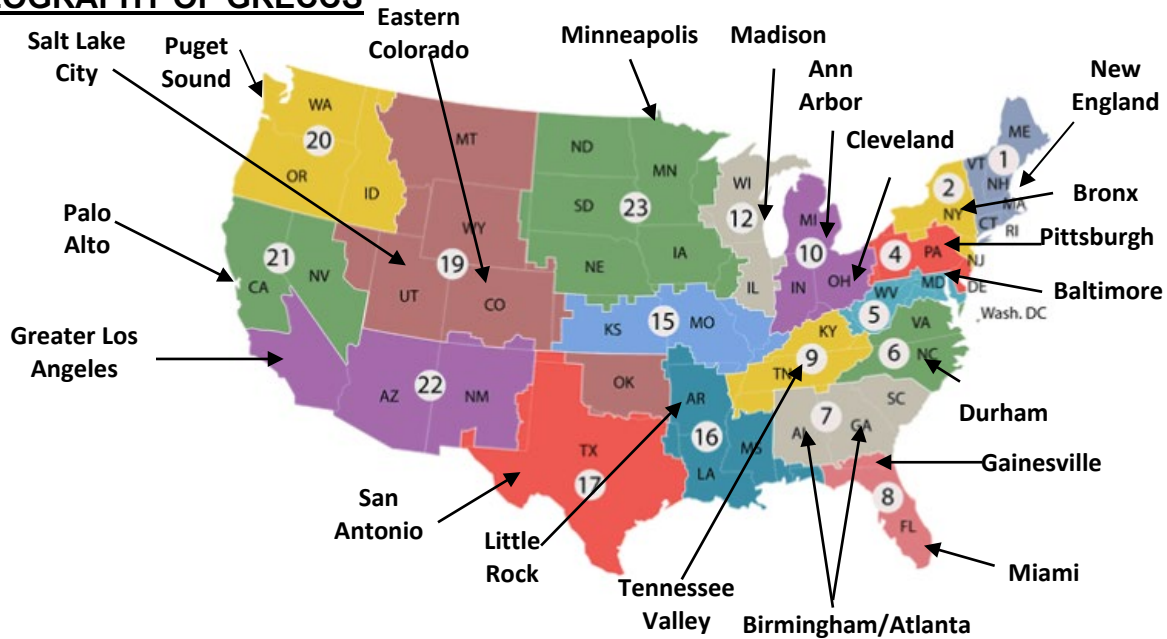 Eastern
Colorado
Salt Lake
City
Puget
Sound
Minneapolis
Madison
Ann
Arbor
New
England
Cleveland
Bronx
Pittsburgh
Baltimore
Palo
Alto
Greater Los
Angeles
Durham
Gainesville
Miami
San
Antonio
Little
Rock
Tennessee
Valley
Birmingham/Atlanta
WA
20
OR
ID
MT
ND
MN
SD
23
WY
NE
IA
WI
12
IL
MI
10
IN
OH
ME
VT
1
NH
MA
CT
RI
2
NY
4
PA
NJ
DE
MD
Wash. DC
WV
5
VA
6
NC
21
CA
NV
19
UT
CO
KS
15
MO
KY
9
TN
SC
7
GA
AZ
22
NM
OK
AR
16
MS
LA
TX
17
8
FL